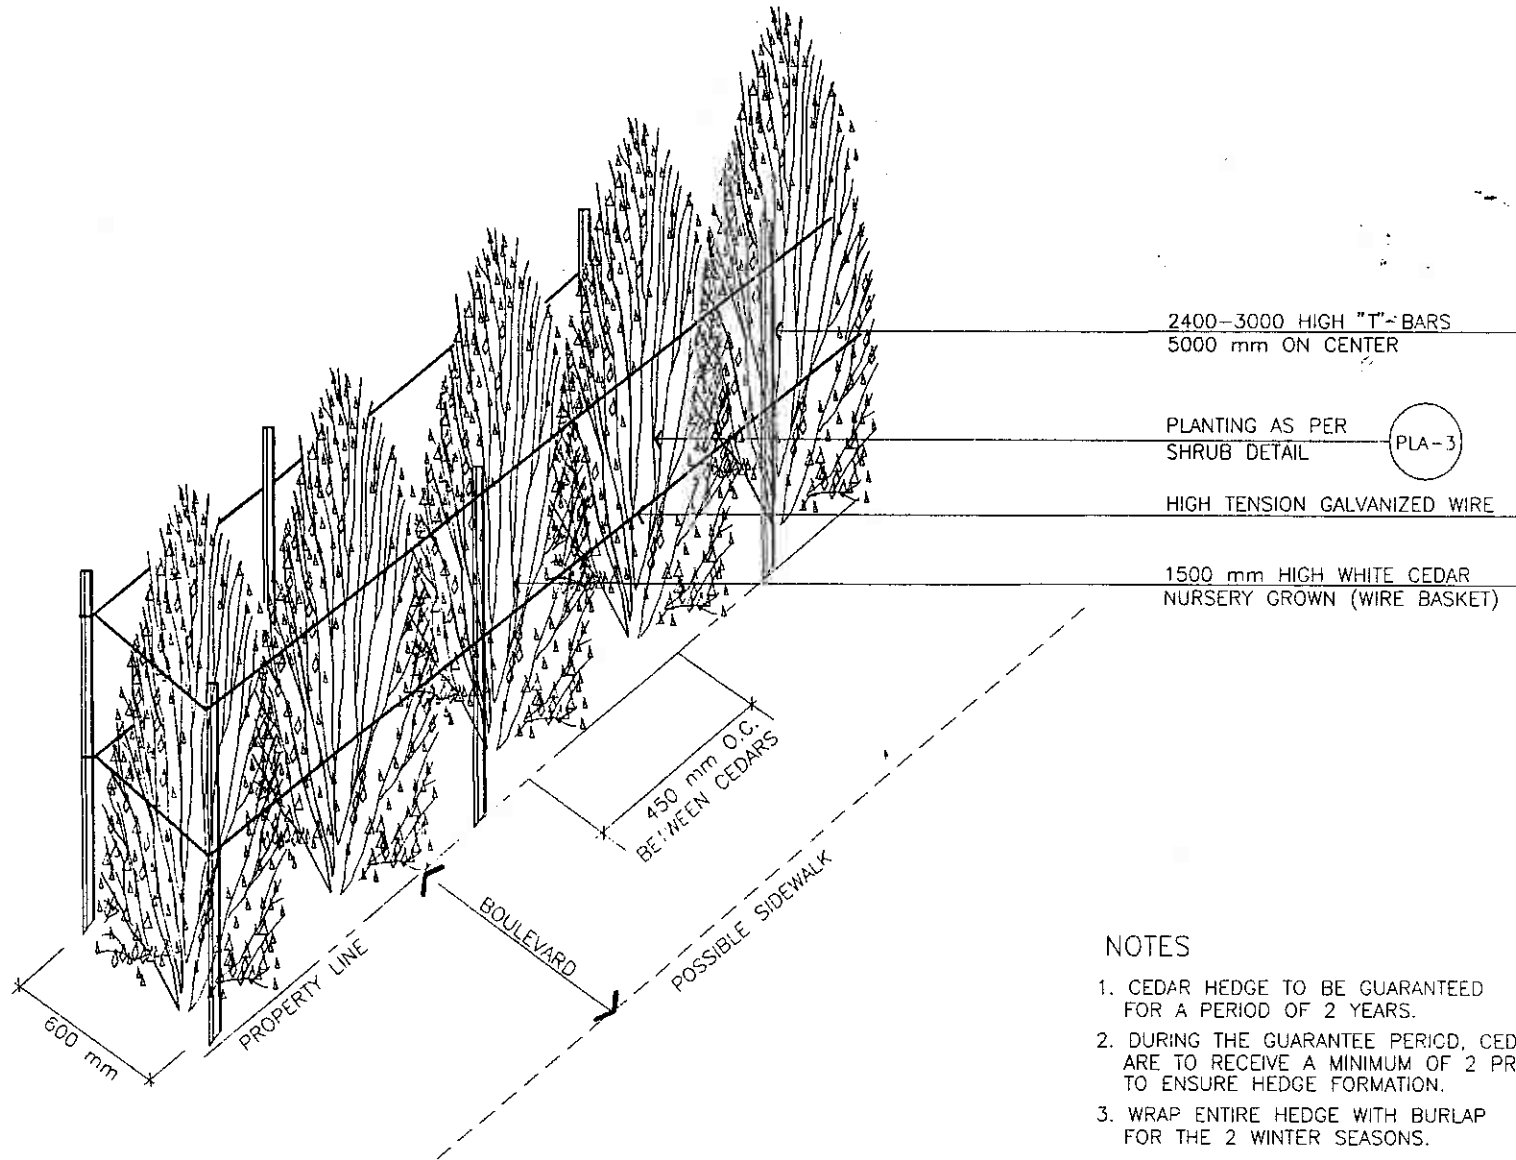 2400-3000 HIGH "T"- BARS
5000 mm ON CENTER
PLANTING AS PER
SHRUB DETAIL
PLA-3
HIGH TENSION GALVANIZED WIRE
1500 mm HIGH WHITE CEDAR
NURSERY GROWN (WIRE BASKET)
450 mm O.C.
BETWEEN CEDARS
BOULEVARD
POSSIBLE SIDEWALK
PROPERTY LINE
600 mm
NOTES
1. CEDAR HEDGE TO BE GUARANTEED
FOR A PERIOD OF 2 YEARS.
2. DURING THE GUARANTEE PERIOD, CED
ARE TO RECEIVE A MINIMUM OF 2 PR
TO ENSURE HEDGE FORMATION.
3. WRAP ENTIRE HEDGE WITH BURLAP
FOR THE 2 WINTER SEASONS.